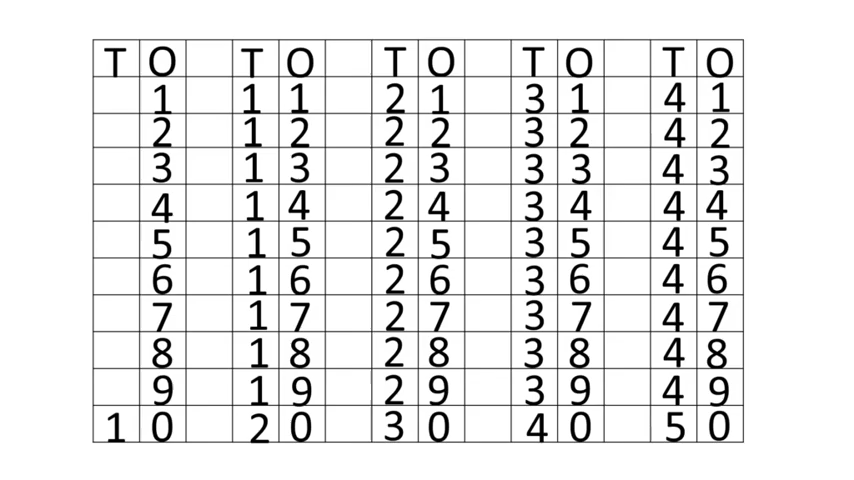 T O T O T O T O T O
1 1 1 2 1 3 1 4 1
2 1 2 2 2 3 2 4 2
3 1 3 2 3 3 3 4 3
4 1 4 2 4 3 4 4 4
5 1 5 2 5 3 5 4 5
6 1 6 2 6 3 6 4 6
7 1 7 2 7 3 7 4 7
8 1 8 2 8 3 8 4 8
9 1 9 2 9 3 9 4 9
1 0 2 0 3 0 4 0 5 0